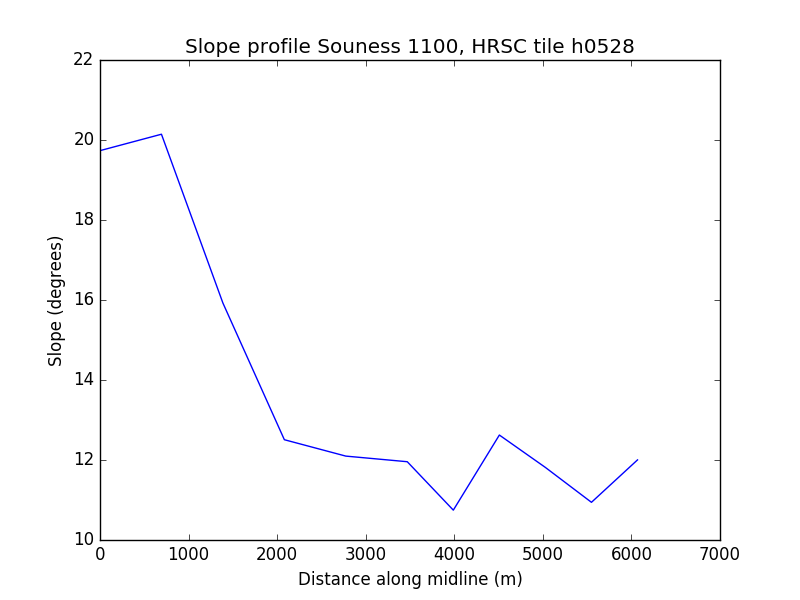 Slope profile Souness 1100, HRSC tile h0528
22
20
18
16
14
12
10
Slope (degrees)
0 1000 2000 3000 4000 5000 6000 7000
Distance along midline (m)